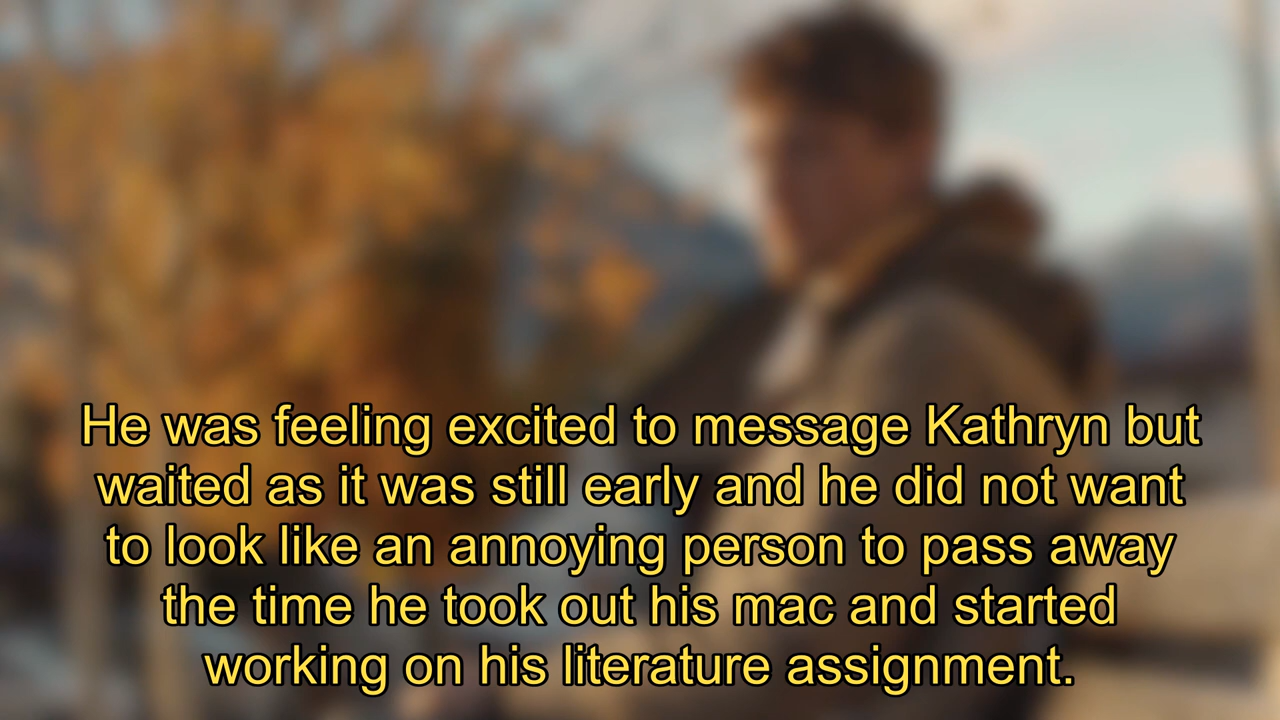 He was feeling excited to message Kathryn but
waited as it was still early and he did not want
to look like an annoying person to pass away
the time he took out his mac and started
working on his literature assignment.